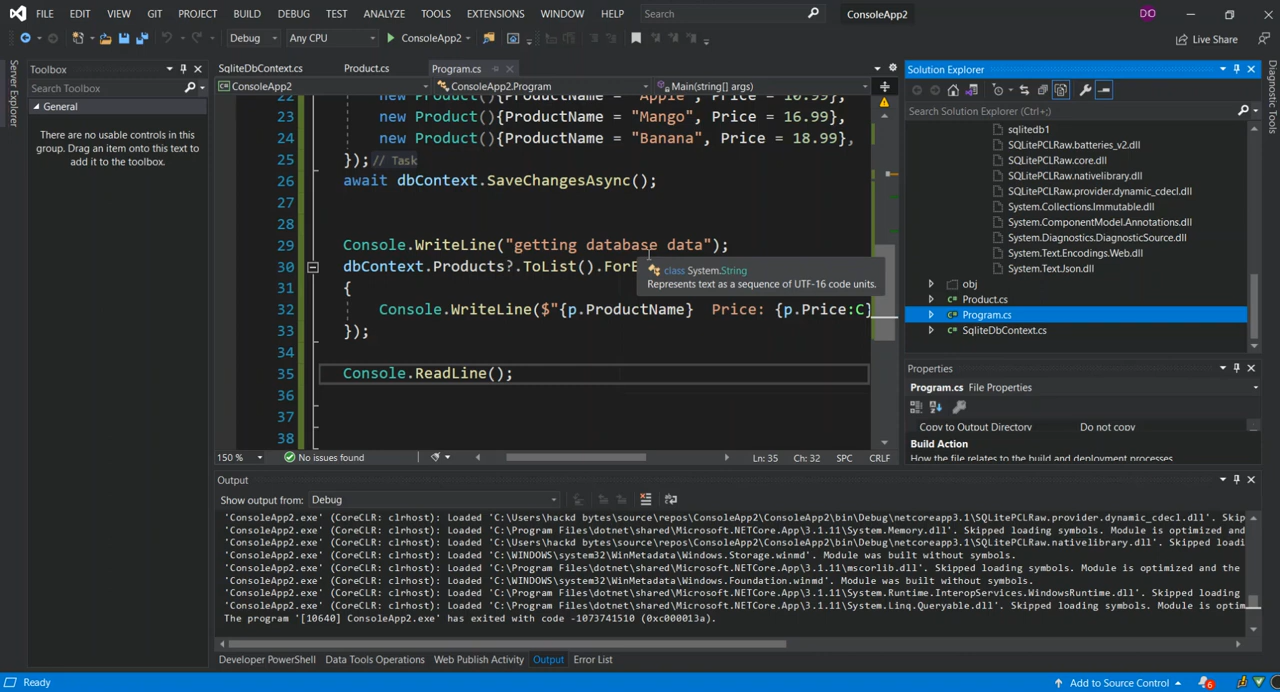 FILE EDIT VIEW GIT PROJECT BUILD DEBUG TEST ANALYZE TOOLS EXTENSIONS WINDOW HELP Search ConsoleApp2 DO
Debug Any CPU ConsoleApp2 Live Share
Server Explorer
Toolbox
Search Toolbox
General
There are no usable controls in this
group. Drag an item onto this text to
add it to the toolbox.
SqliteDbContext.cs Product.cs Program.cs
ConsoleApp2 ConsoleApp2.Program Main(string[] args)
22 new Product(){ProductName = "Apple", Price = 10.99},
23 new Product(){ProductName = "Mango", Price = 16.99},
24 new Product(){ProductName = "Banana", Price = 18.99},
25 });// Task
26 await dbContext.SaveChangesAsync();
27
28
29 Console.WriteLine("getting database data");
30 dbContext.Products?.ToList().ForE
class System.String
Represents text as a sequence of UTF-16 code units.
31 {
32 Console.WriteLine($"{p.ProductName} Price: {p.Price:C}
33 });
34
35 Console.ReadLine();
36
37
38
150 % No issues found Ln: 35 Ch: 32 SPC CRLF
Solution Explorer
Search Solution Explorer (Ctrl+;)
sqlitedb1
SQLitePCLRaw.batteries_v2.dll
SQLitePCLRaw.core.dll
SQLitePCLRaw.nativelibrary.dll
SQLitePCLRaw.provider.dynamic_cdecl.dll
System.Collections.Immutable.dll
System.ComponentModel.Annotations.dll
System.Diagnostics.DiagnosticSource.dll
System.Text.Encodings.Web.dll
System.Text.Json.dll
obj
Product.cs
Program.cs
SqliteDbContext.cs
Properties
Program.cs File Properties
Copy to Output Directory Do not copy
Build Action
How the file relates to the build and deployment processes
Diagnostic Tools
Output
Show output from: Debug
'ConsoleApp2.exe' (CoreCLR: clrhost): Loaded 'C:\Users\hackd bytes\source\repos\ConsoleApp2\ConsoleApp2\bin\Debug\netcoreapp3.1\SQLitePCLRaw.provider.dynamic_cdecl.dll'. Skip
'ConsoleApp2.exe' (CoreCLR: clrhost): Loaded 'C:\Program Files\dotnet\shared\Microsoft.NETCore.App\3.1.11\System.Memory.dll'. Skipped loading symbols. Module is optimized and
'ConsoleApp2.exe' (CoreCLR: clrhost): Loaded 'C:\Users\hackd bytes\source\repos\ConsoleApp2\ConsoleApp2\bin\Debug\netcoreapp3.1\SQLitePCLRaw.nativelibrary.dll'. Skipped loadi
'ConsoleApp2.exe' (CoreCLR: clrhost): Loaded 'C:\WINDOWS\system32\WinMetadata\Windows.Storage.winmd'. Module was built without symbols.
'ConsoleApp2.exe' (CoreCLR: clrhost): Loaded 'C:\Program Files\dotnet\shared\Microsoft.NETCore.App\3.1.11\mscorlib.dll'. Skipped loading symbols. Module is optimized and the
'ConsoleApp2.exe' (CoreCLR: clrhost): Loaded 'C:\WINDOWS\system32\WinMetadata\Windows.Foundation.winmd'. Module was built without symbols.
'ConsoleApp2.exe' (CoreCLR: clrhost): Loaded 'C:\Program Files\dotnet\shared\Microsoft.NETCore.App\3.1.11\System.Runtime.InteropServices.WindowsRuntime.dll'. Skipped loading
'ConsoleApp2.exe' (CoreCLR: clrhost): Loaded 'C:\Program Files\dotnet\shared\Microsoft.NETCore.App\3.1.11\System.Linq.Queryable.dll'. Skipped loading symbols. Module is optim
The program '[10640] ConsoleApp2.exe' has exited with code -1073741510 (0xc000013a).
Developer PowerShell Data Tools Operations Web Publish Activity Output Error List
Ready Add to Source Control 6